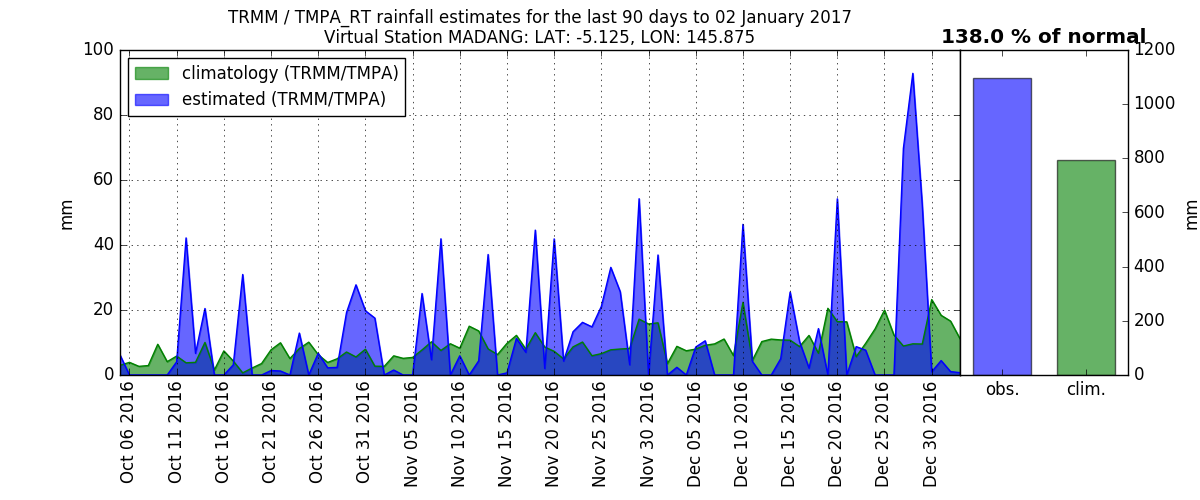 TRMM / TMPA_RT rainfall estimates for the last 90 days to 02 January 2017
Virtual Station MADANG: LAT: -5.125, LON: 145.875
138.0 % of normal
climatology (TRMM/TMPA)
estimated (TRMM/TMPA)
100
80
60
40
20
0
mm
1200
1000
800
600
400
200
0
mm
Oct 06 2016
Oct 11 2016
Oct 16 2016
Oct 21 2016
Oct 26 2016
Oct 31 2016
Nov 05 2016
Nov 10 2016
Nov 15 2016
Nov 20 2016
Nov 25 2016
Nov 30 2016
Dec 05 2016
Dec 10 2016
Dec 15 2016
Dec 20 2016
Dec 25 2016
Dec 30 2016
obs.
clim.